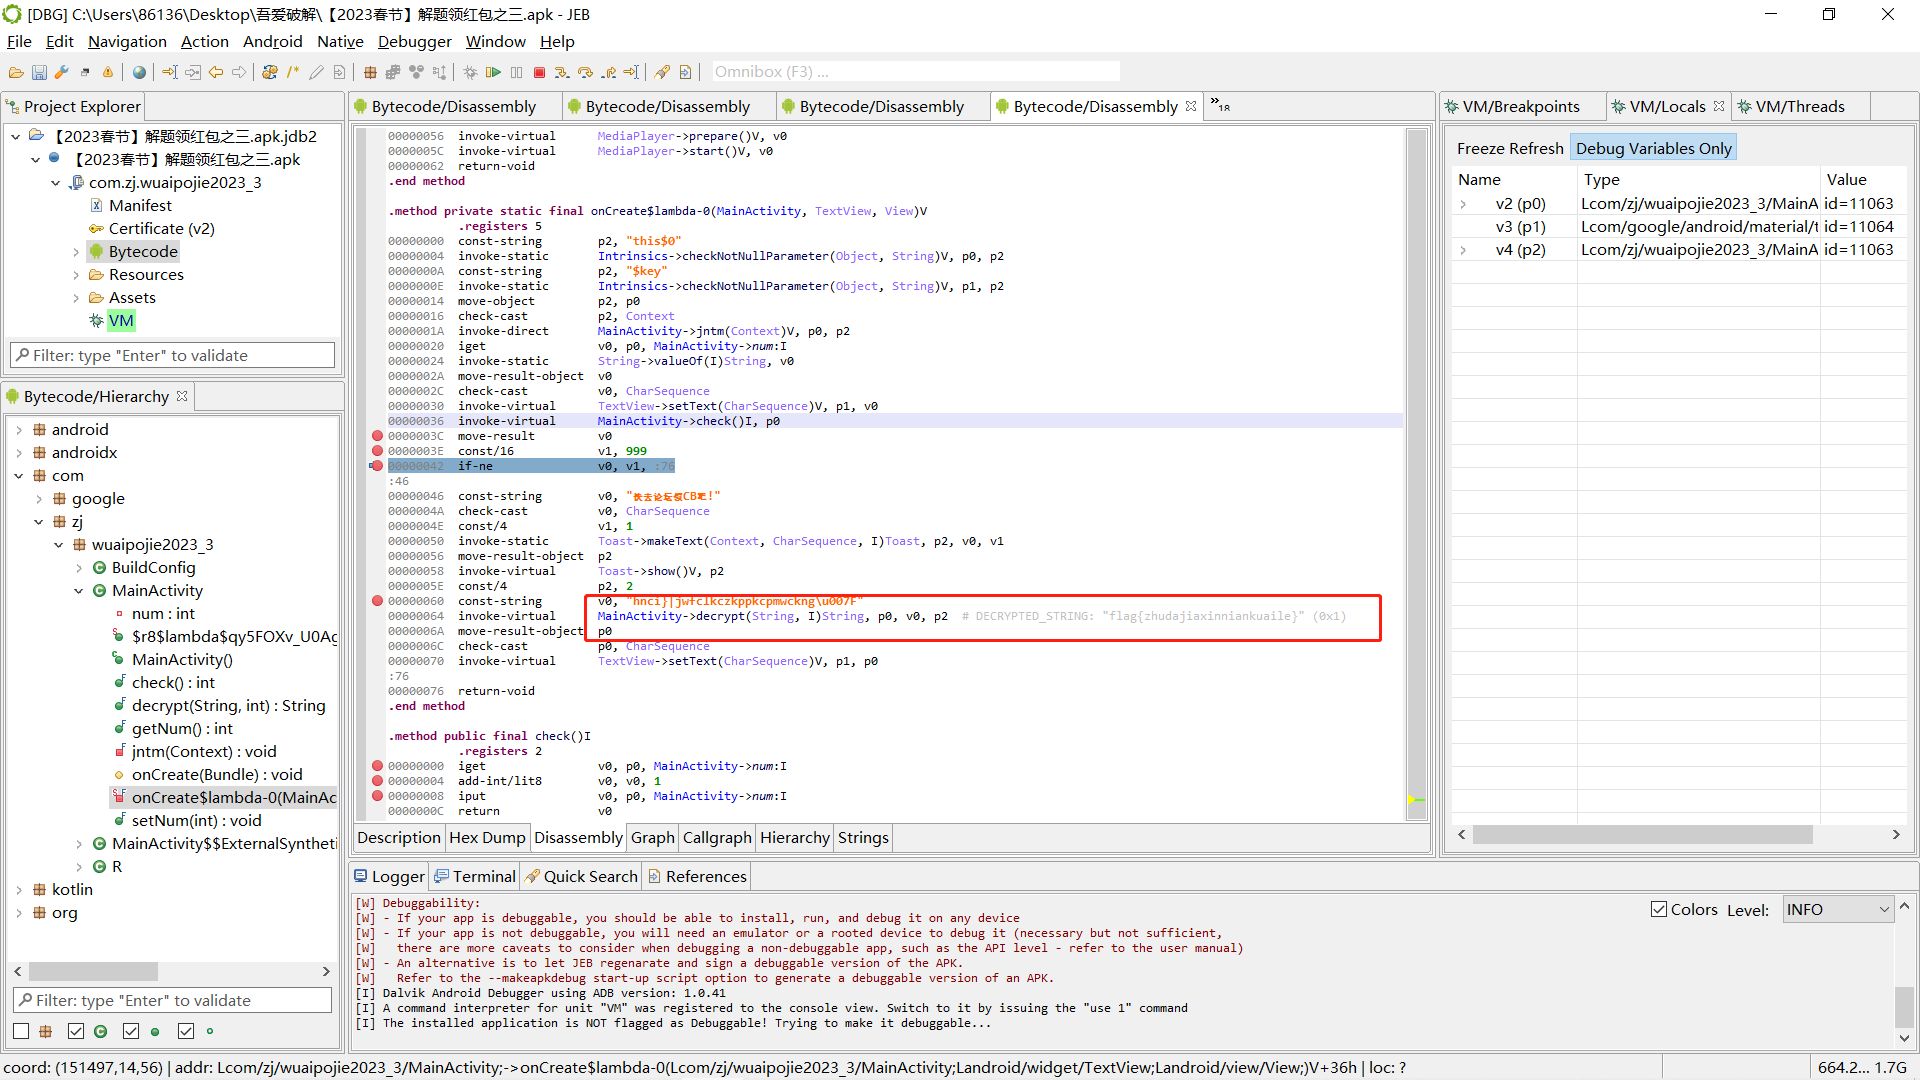 [DBG] C:\Users\86136\Desktop\吾爱破解\【2023春节】解题领红包之三.apk - JEB
File Edit Navigation Action Android Native Debugger Window Help
Omnibox (F3) ...
Project Explorer
【2023春节】解题领红包之三.apk.jdb2
【2023春节】解题领红包之三.apk
com.zj.wuaipojie2023_3
Manifest
Certificate (v2)
Bytecode
Resources
Assets
VM
Filter: type "Enter" to validate
Bytecode/Hierarchy
android
androidx
com
google
zj
wuaipojie2023_3
BuildConfig
MainActivity
num : int
$r8$lambda$qy5FOXv_U0Ag
MainActivity()
check() : int
decrypt(String, int) : String
getNum() : int
jntm(Context) : void
onCreate(Bundle) : void
onCreate$lambda-0(MainAc
setNum(int) : void
MainActivity$$ExternalSyntheti
R
kotlin
org
Filter: type "Enter" to validate
Bytecode/Disassembly Bytecode/Disassembly Bytecode/Disassembly Bytecode/Disassembly »18
00000056 invoke-virtual MediaPlayer->prepare()V, v0
0000005C invoke-virtual MediaPlayer->start()V, v0
00000062 return-void
.end method
.method private static final onCreate$lambda-0(MainActivity, TextView, View)V
.registers 5
00000000 const-string p2, "this$0"
00000004 invoke-static Intrinsics->checkNotNullParameter(Object, String)V, p0, p2
0000000A const-string p2, "$key"
0000000E invoke-static Intrinsics->checkNotNullParameter(Object, String)V, p1, p2
00000014 move-object p2, p0
00000016 check-cast p2, Context
0000001A invoke-direct MainActivity->jntm(Context)V, p0, p2
00000020 iget v0, p0, MainActivity->num:I
00000024 invoke-static String->valueOf(I)String, v0
0000002A move-result-object v0
0000002C check-cast v0, CharSequence
00000030 invoke-virtual TextView->setText(CharSequence)V, p1, v0
00000036 invoke-virtual MainActivity->check()I, p0
0000003C move-result v0
0000003E const/16 v1, 999
00000042 if-ne v0, v1, :76
:46
00000046 const-string v0, "快去论坛领CB吧!"
0000004A check-cast v0, CharSequence
0000004E const/4 v1, 1
00000050 invoke-static Toast->makeText(Context, CharSequence, I)Toast, p2, v0, v1
00000056 move-result-object p2
00000058 invoke-virtual Toast->show()V, p2
0000005E const/4 p2, 2
00000060 const-string v0, "hnci}|jwfclkczkppkcpmwckng\u007F"
00000064 invoke-virtual MainActivity->decrypt(String, I)String, p0, v0, p2 # DECRYPTED_STRING: "flag{zhudajiaxinniankuaile}" (0x1)
0000006A move-result-object p0
0000006C check-cast p0, CharSequence
00000070 invoke-virtual TextView->setText(CharSequence)V, p1, p0
:76
00000076 return-void
.end method
.method public final check()I
.registers 2
00000000 iget v0, p0, MainActivity->num:I
00000004 add-int/lit8 v0, v0, 1
00000008 iput v0, p0, MainActivity->num:I
0000000C return v0
Description Hex Dump Disassembly Graph Callgraph Hierarchy Strings
VM/Breakpoints VM/Locals VM/Threads
Freeze Refresh Debug Variables Only
Name Type Value
v2 (p0) Lcom/zj/wuaipojie2023_3/MainA id=11063
v3 (p1) Lcom/google/android/material/t id=11064
v4 (p2) Lcom/zj/wuaipojie2023_3/MainA id=11063
Logger Terminal Quick Search References
[W] Debuggability:
[W] - If your app is debuggable, you should be able to install, run, and debug it on any device
[W] - If your app is not debuggable, you will need an emulator or a rooted device to debug it (necessary but not sufficient,
[W] there are more caveats to consider when debugging a non-debuggable app, such as the API level - refer to the user manual)
[W] - An alternative is to let JEB regenarate and sign a debuggable version of the APK.
[W] Refer to the --makeapkdebug start-up script option to generate a debuggable version of an APK.
[I] Dalvik Android Debugger using ADB version: 1.0.41
[I] A command interpreter for unit "VM" was registered to the console view. Switch to it by issuing the "use 1" command
[I] The installed application is NOT flagged as Debuggable! Trying to make it debuggable...
Colors Level: INFO
coord: (151497,14,56) | addr: Lcom/zj/wuaipojie2023_3/MainActivity;->onCreate$lambda-0(Lcom/zj/wuaipojie2023_3/MainActivity;Landroid/widget/TextView;Landroid/view/View;)V+36h | loc: ?
664.2... 1.7G